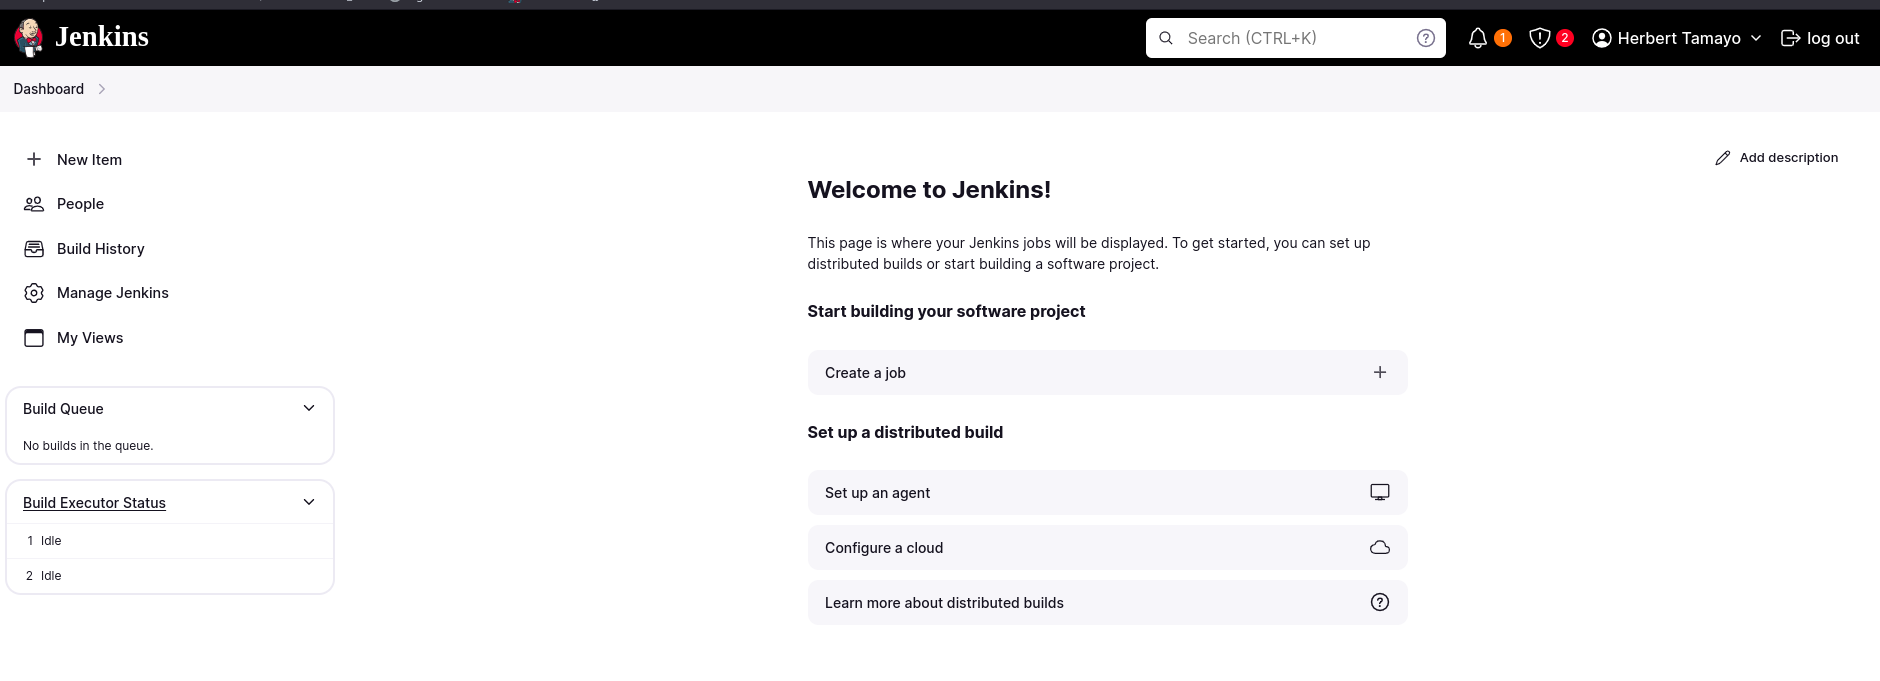 Jenkins
Search (CTRL+K)
1
2
Herbert Tamayo
log out
Dashboard
New Item
People
Build History
Manage Jenkins
My Views
Build Queue
No builds in the queue.
Build Executor Status
1 Idle
2 Idle
Add description
Welcome to Jenkins!
This page is where your Jenkins jobs will be displayed. To get started, you can set up
distributed builds or start building a software project.
Start building your software project
Create a job
Set up a distributed build
Set up an agent
Configure a cloud
Learn more about distributed builds